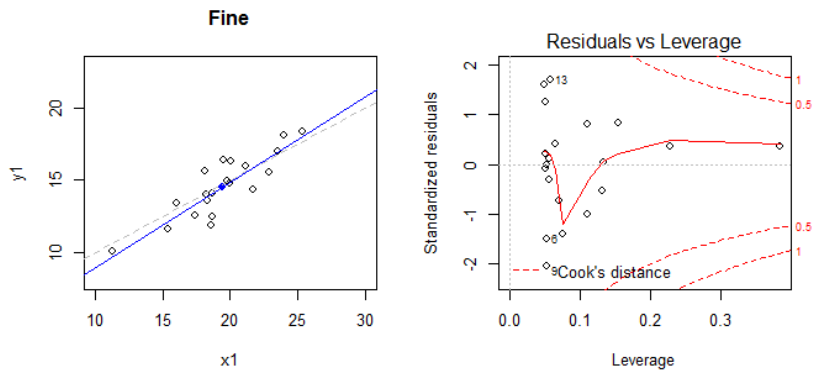 Fine
y1
20
15
10
10 15 20 25 30
x1
Residuals vs Leverage
Standardized residuals
2
1
0
-1
-2
13
6
9
Cook's distance
1
0.5
0.5
1
0.0 0.1 0.2 0.3
Leverage